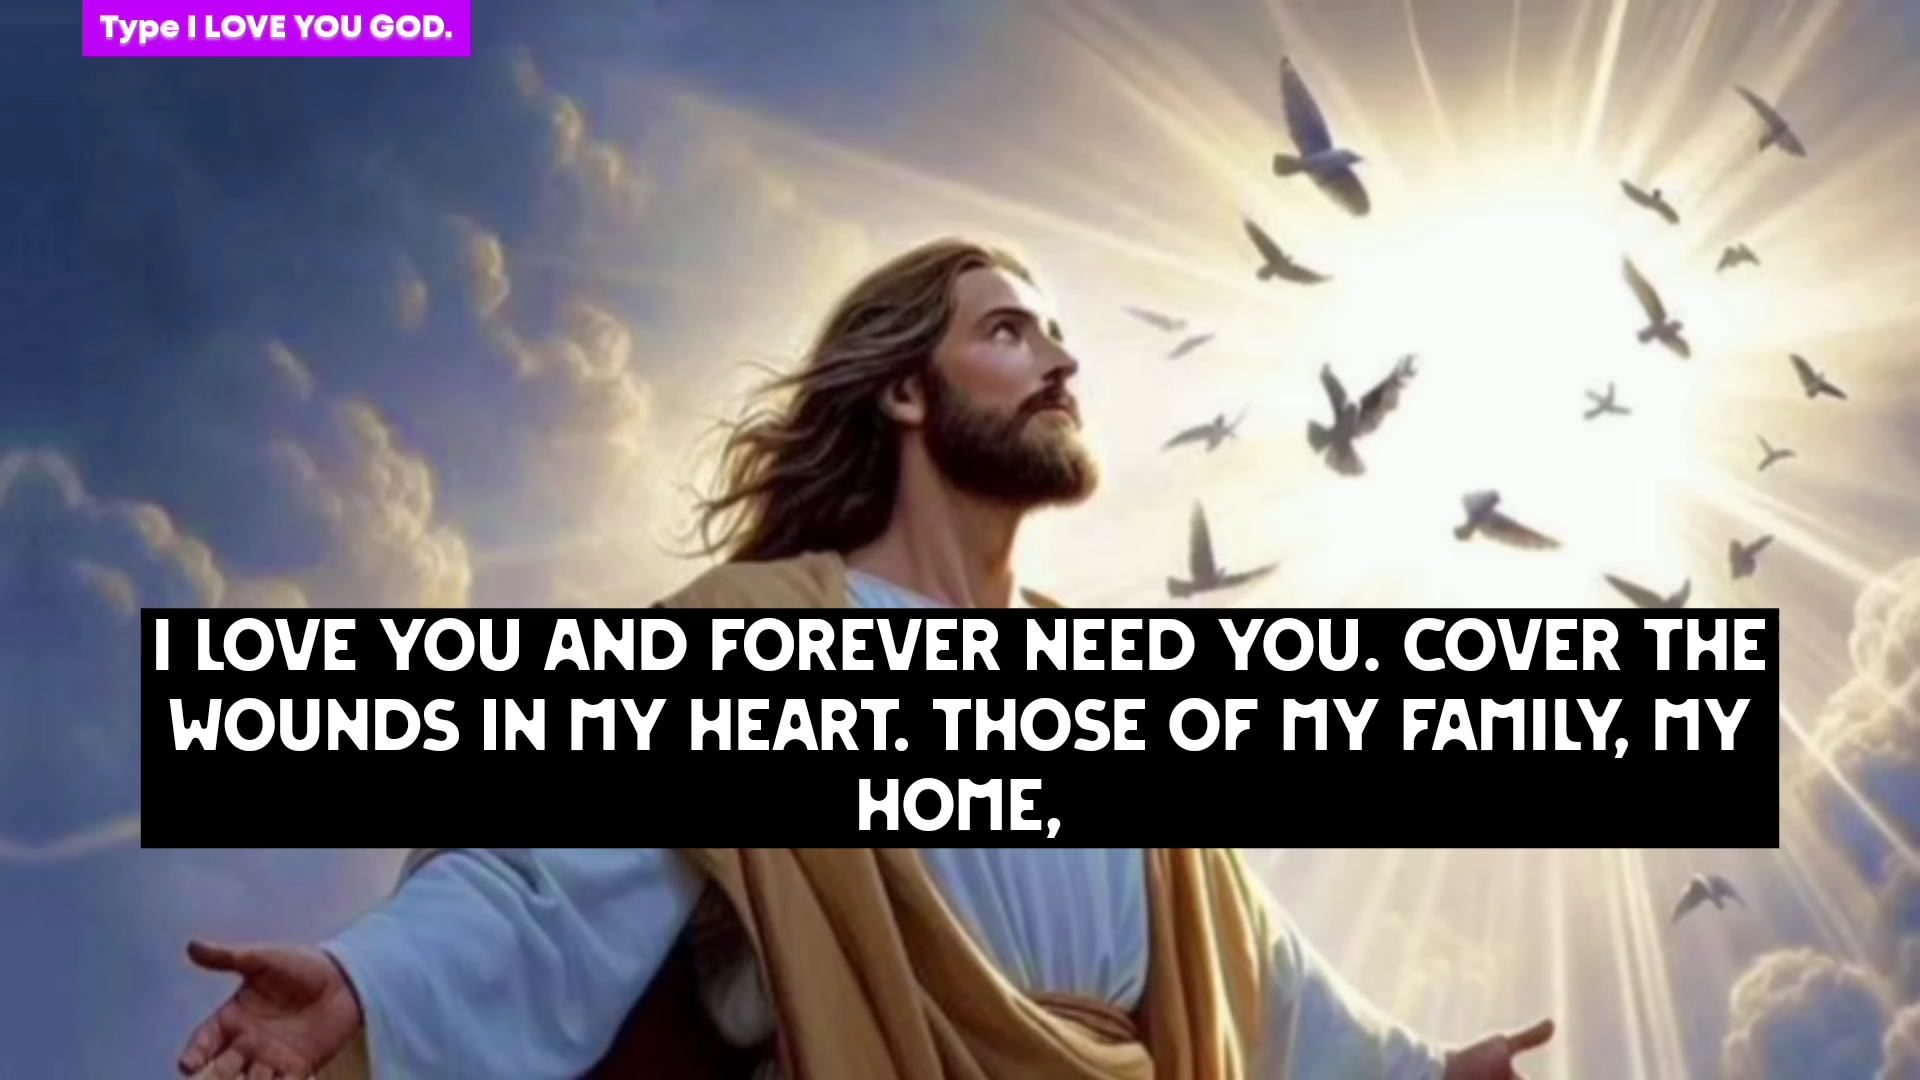 Type I LOVE YOU GOD.
I LOVE YOU AND FOREVER NEED YOU. COVER THE
WOUNDS IN MY HEART. THOSE OF MY FAMILY, MY
HOME,